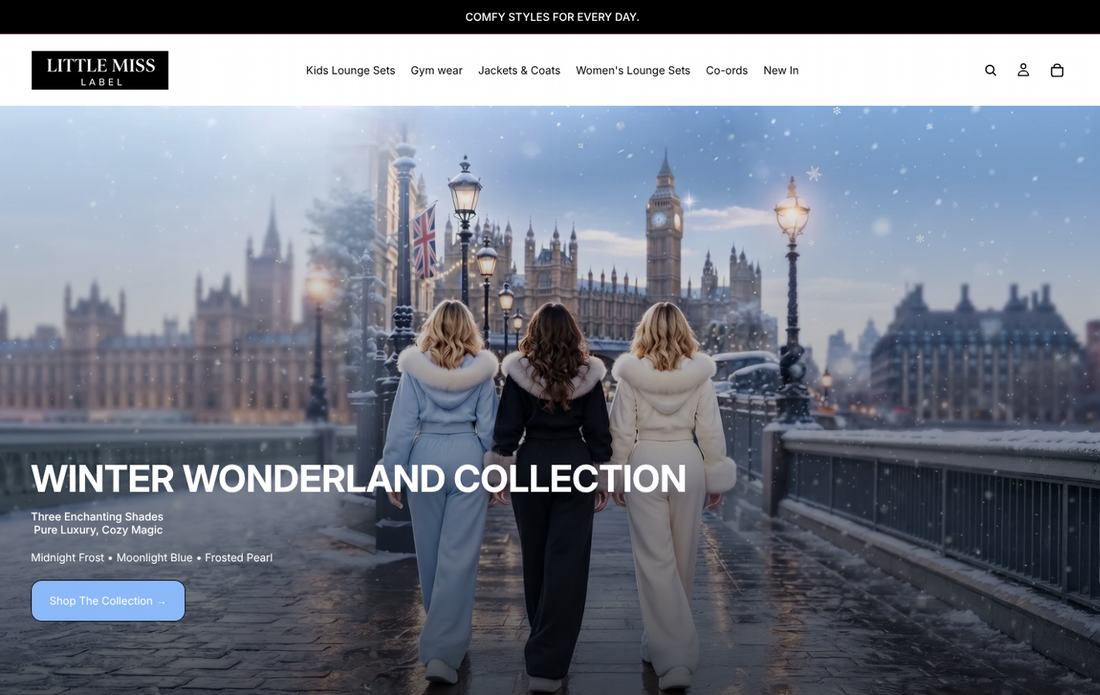 COMFY STYLES FOR EVERY DAY.
LITTLE MISS
LABEL
Kids Lounge Sets Gym wear Jackets & Coats Women's Lounge Sets Co-ords New In
WINTER WONDERLAND COLLECTION
Three Enchanting Shades
Pure Luxury, Cozy Magic
Midnight Frost • Moonlight Blue • Frosted Pearl
Shop The Collection →